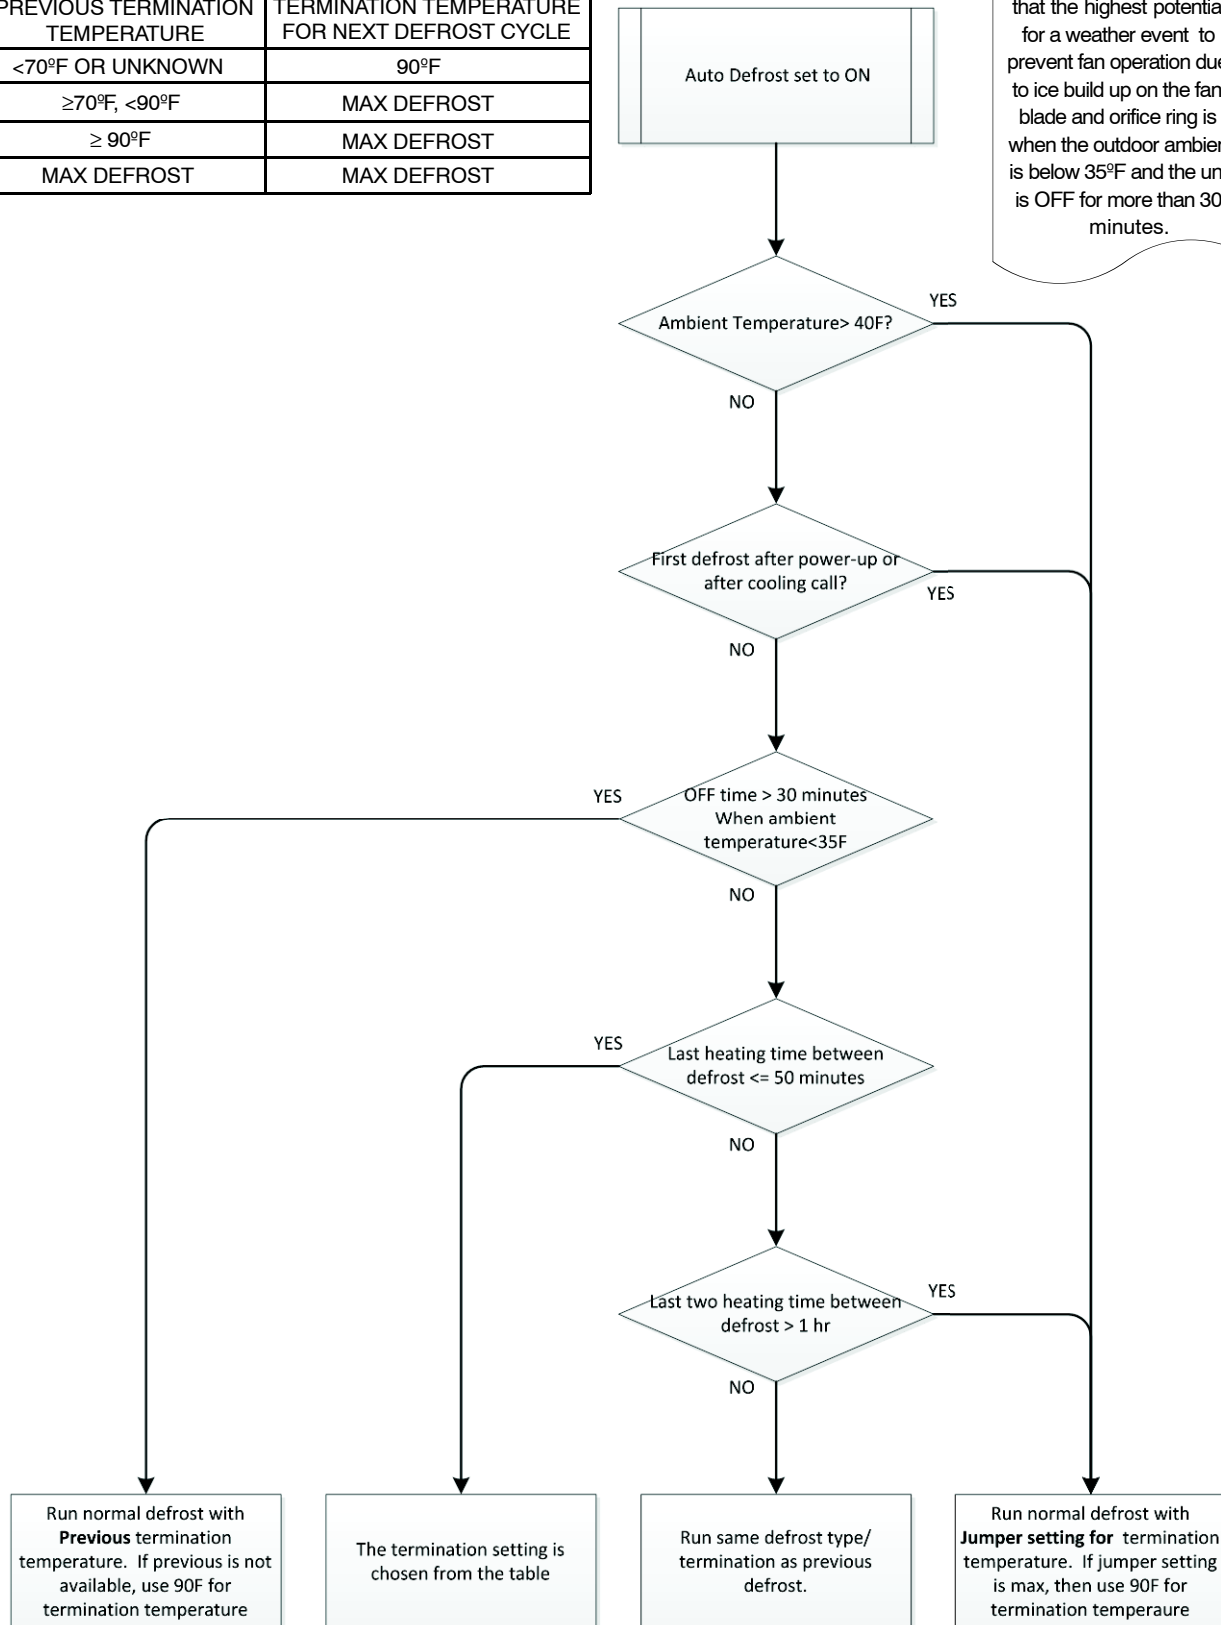 PREVIOUS TERMINATION
TEMPERATURE
TERMINATION TEMPERATURE
FOR NEXT DEFROST CYCLE
<70ºF OR UNKNOWN
90ºF
≥70ºF, <90ºF
MAX DEFROST
≥ 90ºF
MAX DEFROST
MAX DEFROST
MAX DEFROST
that the highest
for a weather event to
prevent fan operation
to ice build up on the fan
blade and orifice ring is
when the outdoor
is below 35ºF and the
is OFF for more than 30
minutes.
Auto Defrost set to ON
Ambient Temperature> 40F?
YES
NO
First defrost after power-up or
after cooling call?
YES
NO
YES
OFF time > 30 minutes
When ambient
temperature<35F
NO
YES
Last heating time between
defrost <= 50 minutes
NO
Last two heating time between
defrost > 1 hr
YES
NO
Run normal defrost with
Previous termination
temperature. If previous is not
available, use 90F for
termination temperature
The termination setting is
chosen from the table
Run same defrost type/
termination as previous
defrost.
Run normal defrost with
Jumper setting for termination
temperature. If jumper setting
is max, then use 90F for
termination temperaure